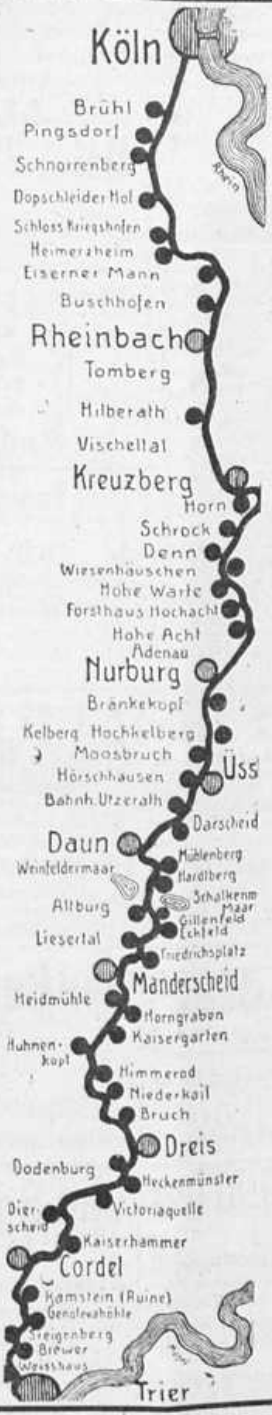 Köln
Rhein
Brühl
Pingsdorf
Schnorrenberg
Dopschleider Hof
Schloss Kriegshofen
Heimerzheim
Eiserner Mann
Buschhofen
Rheinbach
Tomberg
Hilberath
Vischeltal
Kreuzberg
Horn
Schrock
Denn
Wiesenhäuschen
Hohe Warte
Forsthaus Hochacht
Hohe Acht
Adenau
Nurburg
Bränkekopf
Kelberg Hochkelberg
Moosbruch
Üss
Hörschhausen
Bahnh. Utzerath
Darscheid
Daun
Mühlenberg
Weinfeldermaar
Hardlberg
Schalkenm
Maar
Altburg
Gillenfeld
Eckfeld
Liesertal
Friedrichsplatz
Manderscheid
Heidmühle
Horngraben
Kaisergarten
Huhnen-
kopf
Himmerod
Niederkail
Bruch
Dreis
Dodenburg
Heckenmünster
Victoriaquelle
Dier-
scheid
Kaiserhammer
Cordel
Ramstein (Ruine)
Genofevahöhle
Steigenberg
Biewer
Weisshaus
Mosel
Trier